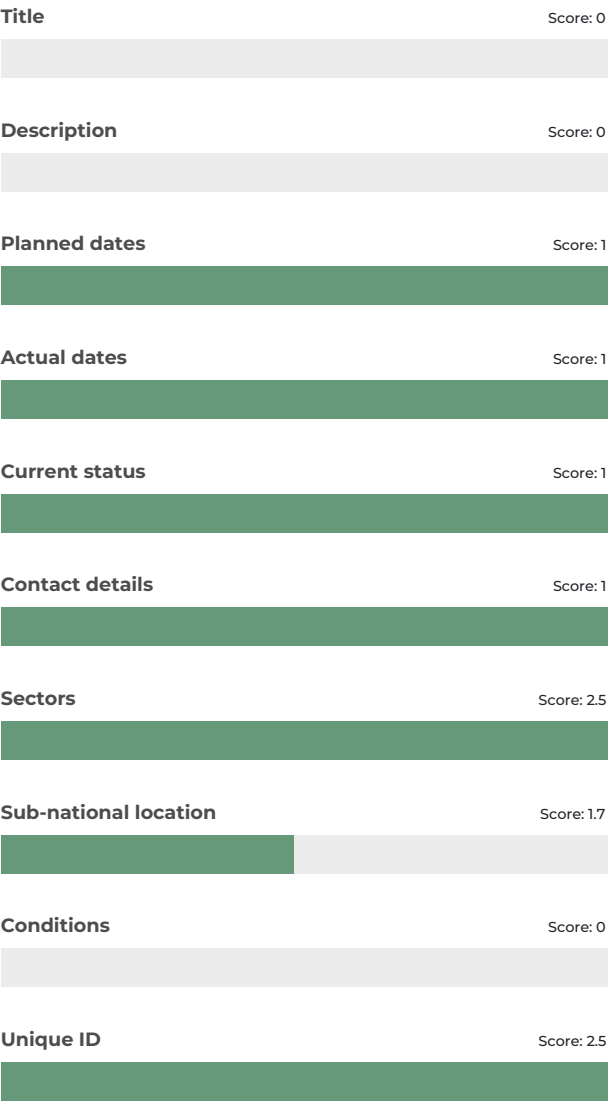 Title Score: 0
Description Score: 0
Planned dates Score: 1
Actual dates Score: 1
Current status Score: 1
Contact details Score: 1
Sectors Score: 2.5
Sub-national location Score: 1.7
Conditions Score: 0
Unique ID Score: 2.5